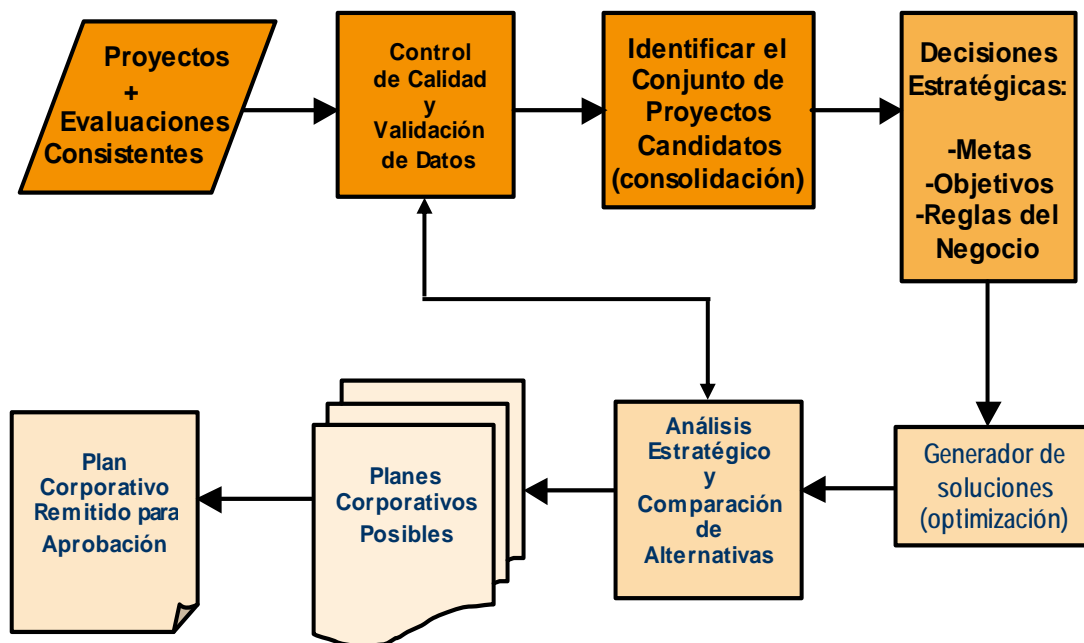 Proyectos
+
Evaluaciones
Consistentes
Control
de Calidad
y
Validación
de Datos
Identificar el
Conjunto de
Proyectos
Candidatos
(consolidación)
Decisiones
Estratégicas:
-Metas
-Objetivos
-Reglas del
Negocio
Plan
Corporativo
Remitido para
Aprobación
Planes
Corporativos
Posibles
Análisis
Estratégico
y
Comparación
de
Alternativas
Generador de
soluciones
(optimización)